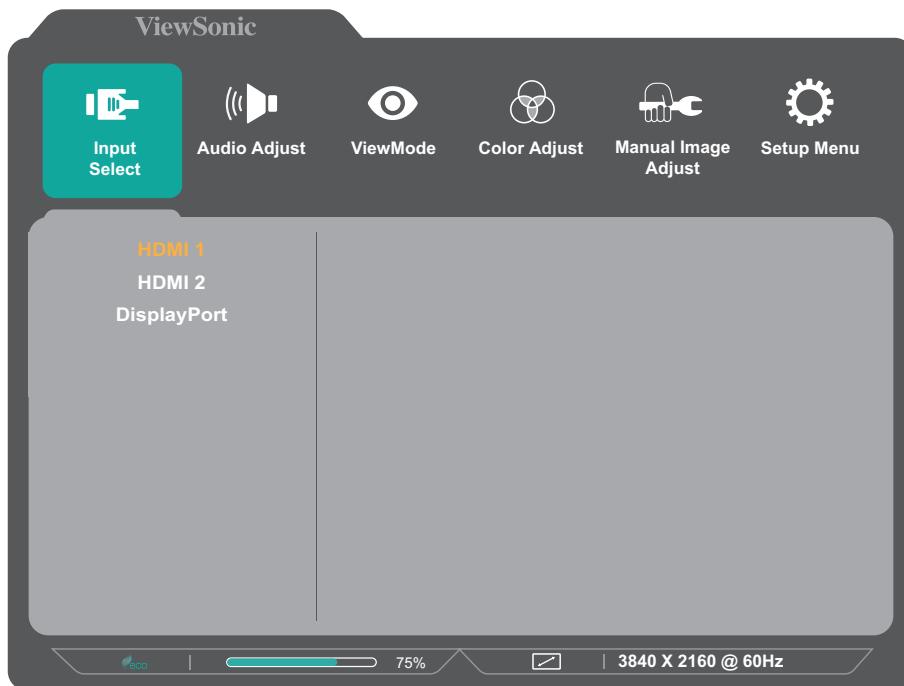 ViewSonic
Input
Select
Audio Adjust
ViewMode
Color Adjust
Manual Image
Adjust
Setup Menu
HDMI 1
HDMI 2
DisplayPort
eco
75%
3840 X 2160 @ 60Hz